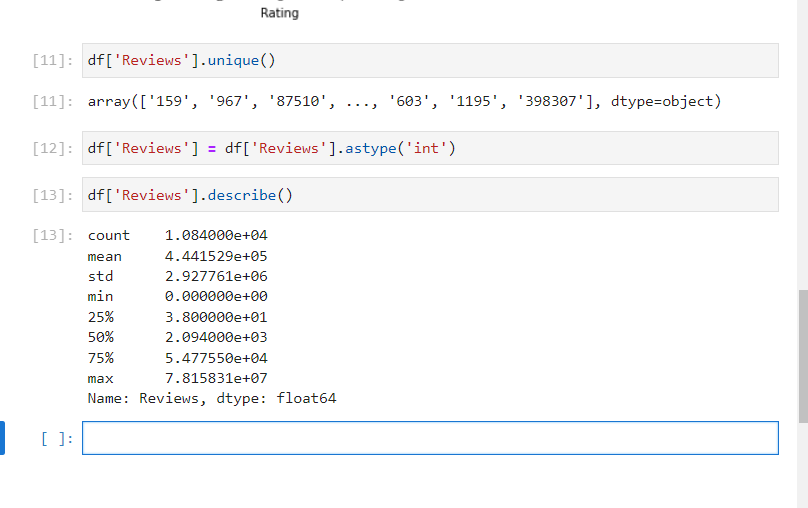 Rating
[11]: df['Reviews'].unique()
[11]: array(['159', '967', '87510', ..., '603', '1195', '398307'], dtype=object)
[12]: df['Reviews'] = df['Reviews'].astype('int')
[13]: df['Reviews'].describe()
[13]: count    1.084000e+04
mean     4.441529e+05
std      2.927761e+06
min      0.000000e+00
25%      3.800000e+01
50%      2.094000e+03
75%      5.477550e+04
max      7.815831e+07
Name: Reviews, dtype: float64
[ ]: